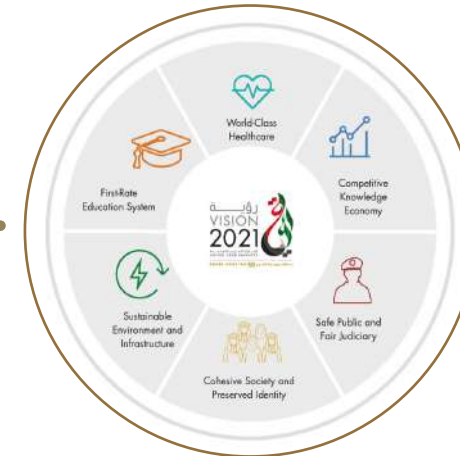 World-Class
Healthcare
Competitive
Knowledge
Economy
Safe Public and
Fair Judiciary
Cohesive Society and
Preserved Identity
Sustainable
Environment and
Infrastructure
First-Rate
Education System
رؤية
VISION
2021